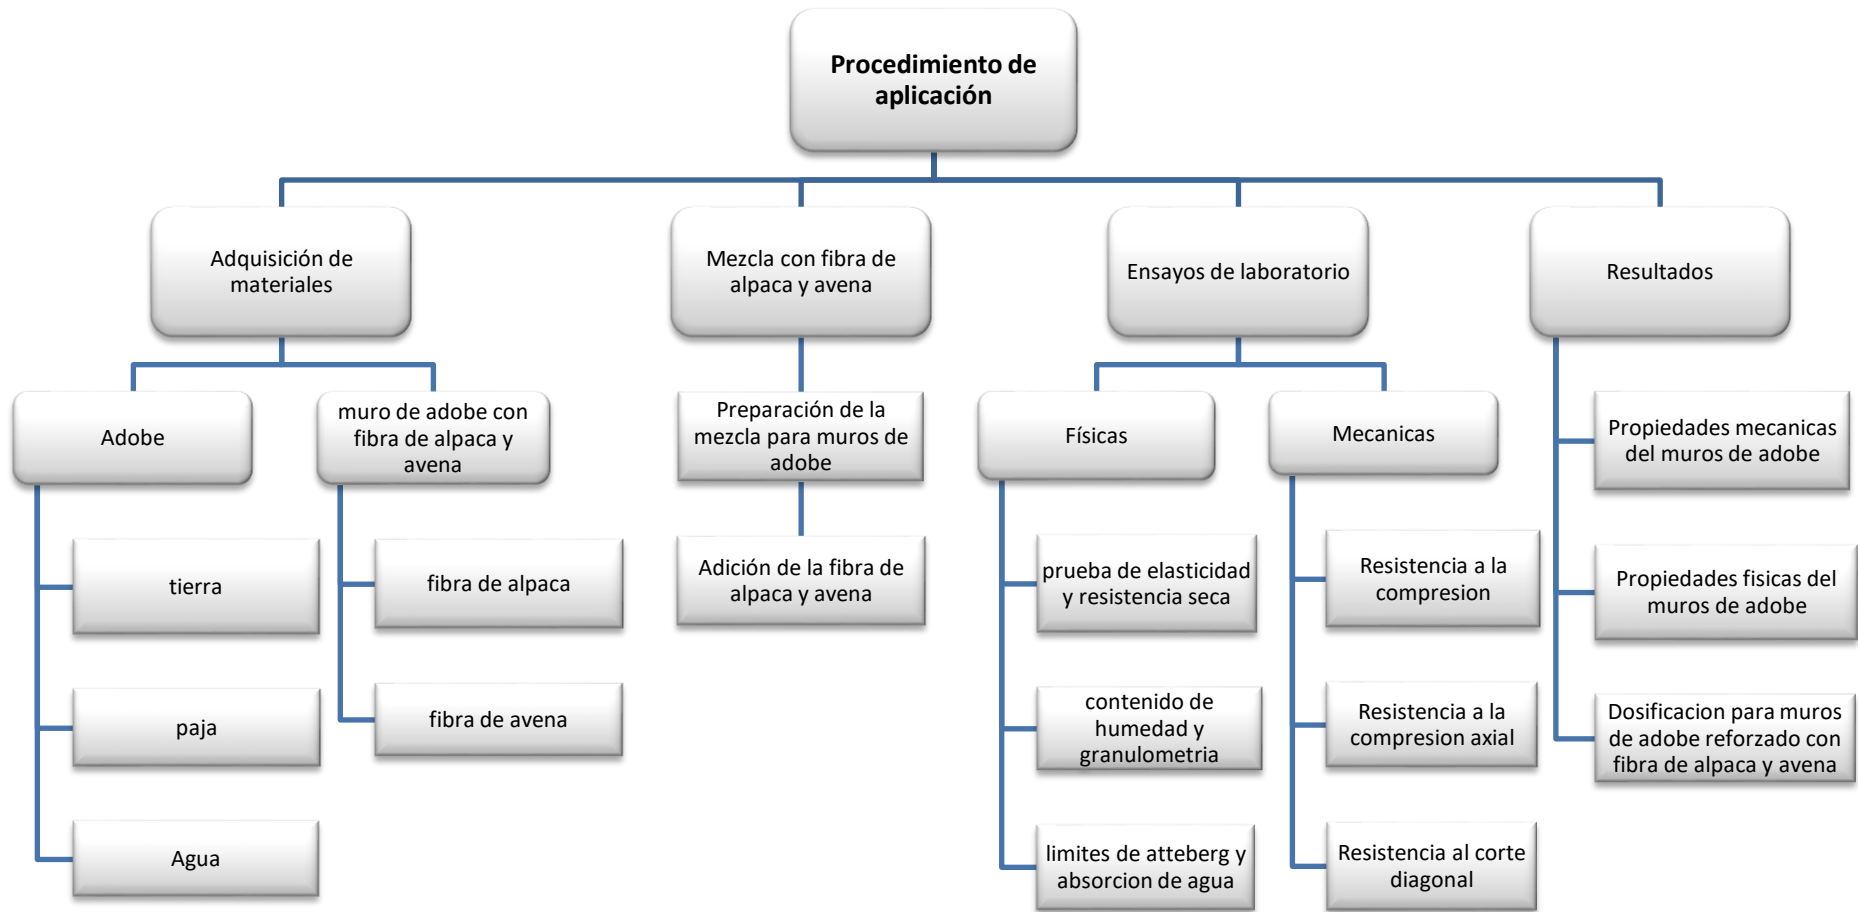 Procedimiento de
aplicación
Adquisición de
materiales
Mezcla con fibra de
alpaca y avena
Ensayos de laboratorio
Resultados
Adobe
muro de adobe con
fibra de alpaca y
avena
Preparación de la
mezcla para muros de
adobe
Físicas
Mecanicas
Propiedades mecanicas
del muros de adobe
tierra
fibra de alpaca
Adición de la fibra de
alpaca y avena
prueba de elasticidad
y resistencia seca
Resistencia a la
compresion
Propiedades fisicas del
muros de adobe
paja
fibra de avena
contenido de
humedad y
granulometria
Resistencia a la
compresion axial
Dosificacion para muros
de adobe reforzado con
fibra de alpaca y avena
Agua
limites de atteberg y
absorcion de agua
Resistencia al corte
diagonal